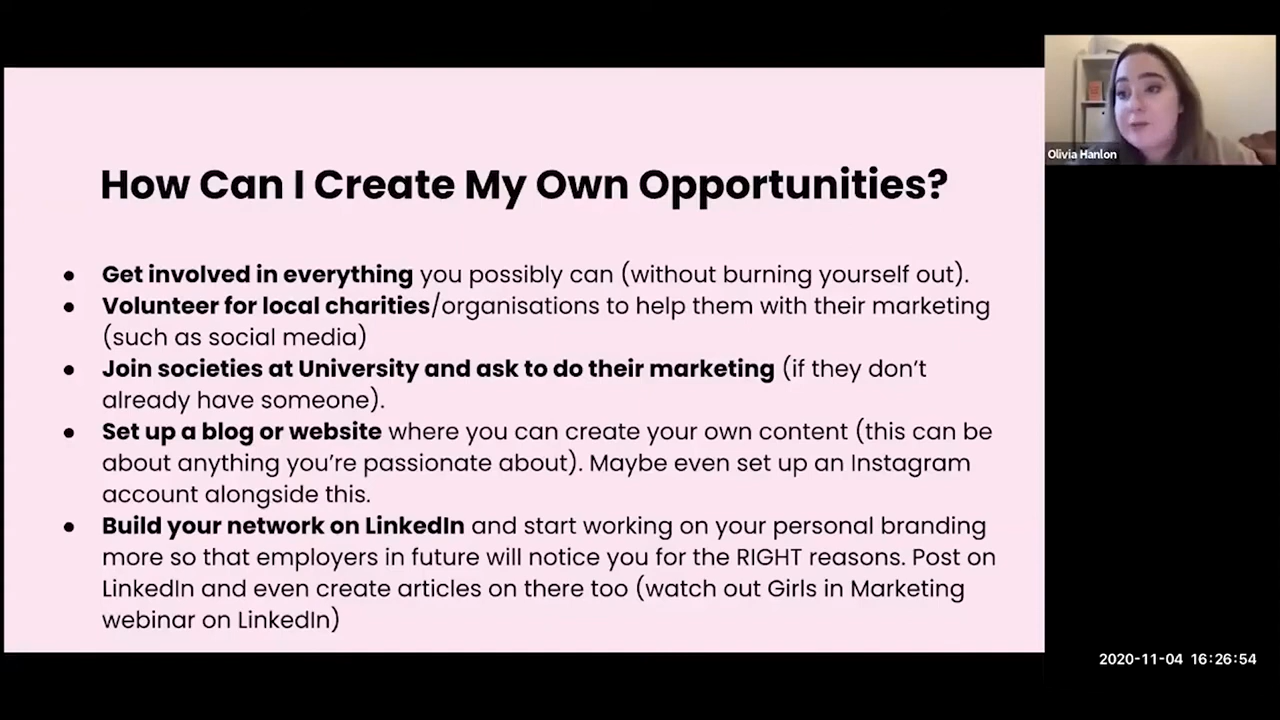 Olivia Hanlon
How Can I Create My Own Opportunities?
● Get involved in everything you possibly can (without burning yourself out).
● Volunteer for local charities/organisations to help them with their marketing
(such as social media)
● Join societies at University and ask to do their marketing (if they don’t
already have someone).
● Set up a blog or website where you can create your own content (this can be
about anything you’re passionate about). Maybe even set up an Instagram
account alongside this.
● Build your network on LinkedIn and start working on your personal branding
more so that employers in future will notice you for the RIGHT reasons. Post on
LinkedIn and even create articles on there too (watch out Girls in Marketing
webinar on LinkedIn)
2020-11-04 16:26:54